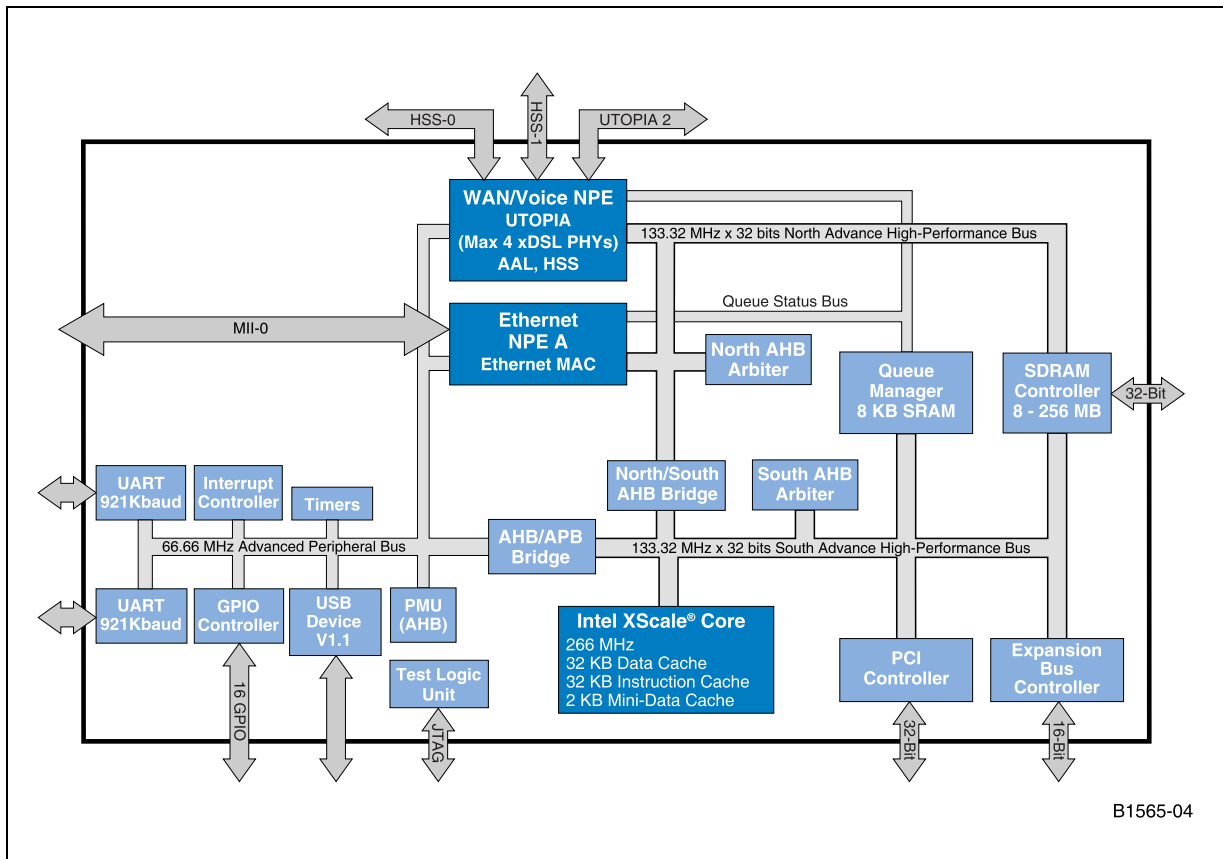 HSS-0
HSS-1
UTOPIA 2
WAN/Voice NPE
UTOPIA
(Max 4 xDSL PHYs)
AAL, HSS
133.32 MHz x 32 bits North Advance High-Performance Bus
Queue Status Bus
MII-0
Ethernet
NPE A
Ethernet MAC
North AHB
Arbiter
Queue
Manager
8 KB SRAM
SDRAM
Controller
8 - 256 MB
32-Bit
UART
921Kbaud
Interrupt
Controller
Timers
North/South
AHB Bridge
South AHB
Arbiter
66.66 MHz Advanced Peripheral Bus
AHB/APB
Bridge
133.32 MHz x 32 bits South Advance High-Performance Bus
UART
921Kbaud
GPIO
Controller
USB
Device
V1.1
PMU
(AHB)
Intel XScale® Core
266 MHz
32 KB Data Cache
32 KB Instruction Cache
2 KB Mini-Data Cache
PCI
Controller
Expansion
Bus
Controller
Test Logic
Unit
16 GPIO
JTAG
32-Bit
16-Bit
B1565-04